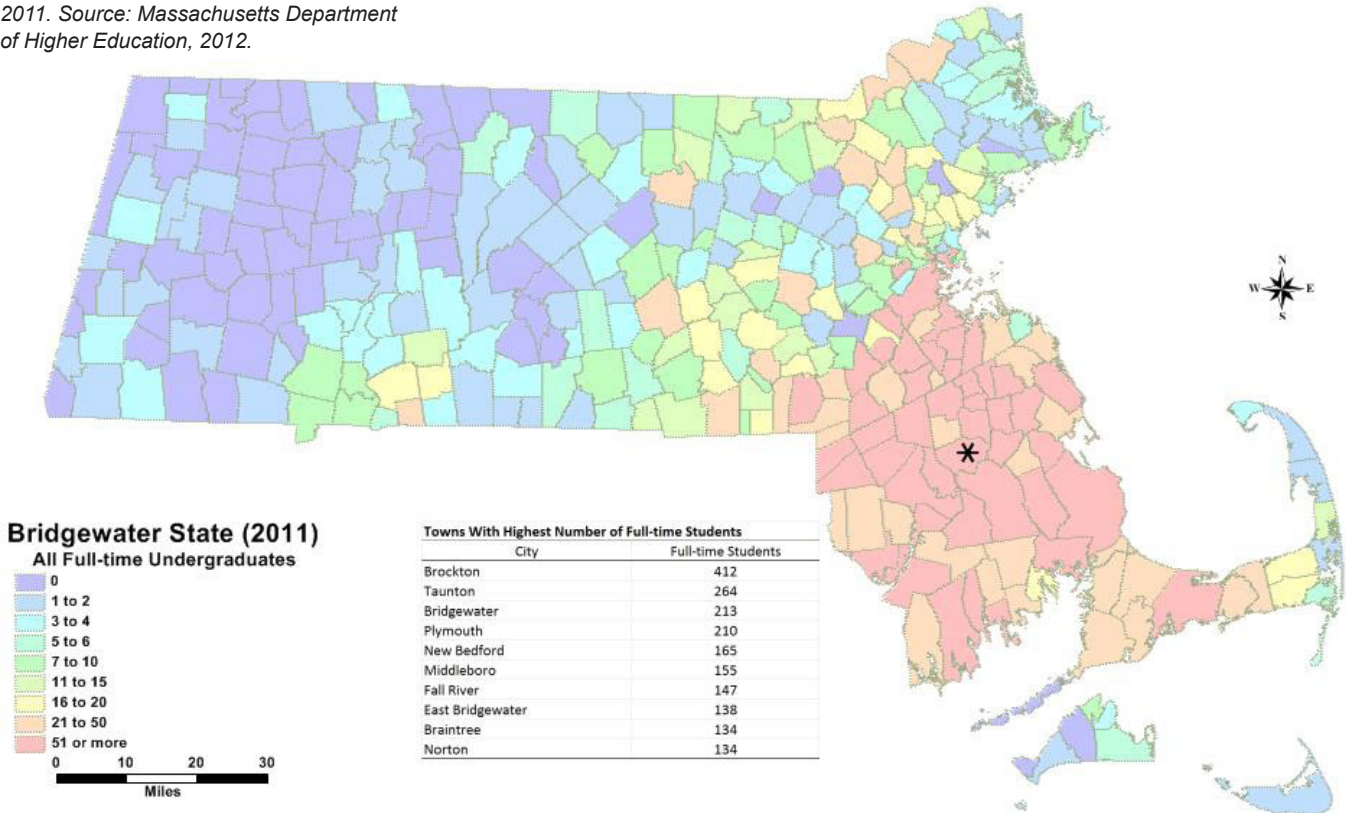 2011. Source: Massachusetts Department
of Higher Education, 2012.
N
W E
S
Bridgewater State (2011)
All Full-time Undergraduates
0
1 to 2
3 to 4
5 to 6
7 to 10
11 to 15
16 to 20
21 to 50
51 or more
0 10 20 30
Miles
Towns With Highest Number of Full-time Students
City Full-time Students
Brockton 412
Taunton 264
Bridgewater 213
Plymouth 210
New Bedford 165
Middleboro 155
Fall River 147
East Bridgewater 138
Braintree 134
Norton 134